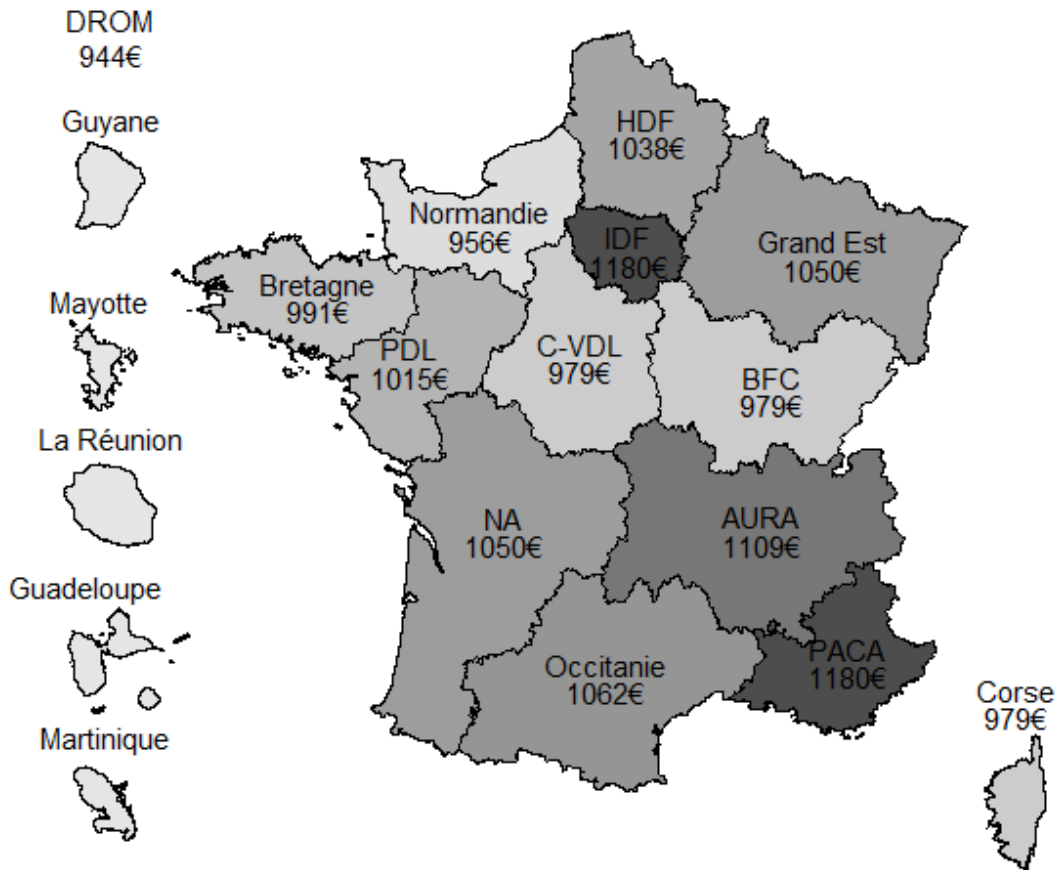 DROM
944€
Guyane
Mayotte
La Réunion
Guadeloupe
Martinique
HDF
1038€
Normandie
956€
IDF
1180€
Grand Est
1050€
Bretagne
991€
PDL
1015€
C-VDL
979€
BFC
979€
NA
1050€
AURA
1109€
Occitanie
1062€
PACA
1180€
Corse
979€